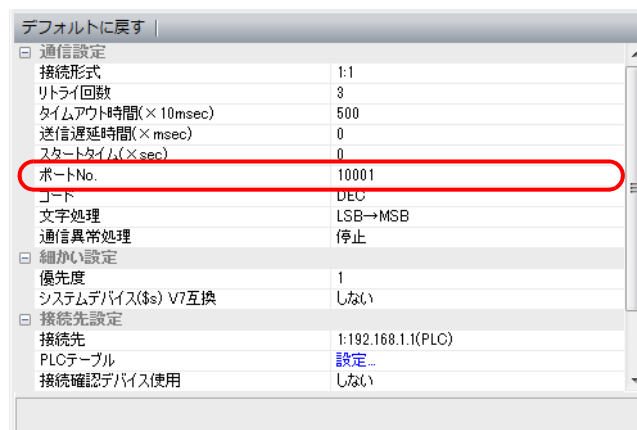 デフォルトに戻す
通信設定
接続形式 1:1
リトライ回数 3
タイムアウト時間(×10msec) 500
送信遅延時間(×msec) 0
スタートタイム(×sec) 0
ポートNo. 10001
コード DEC
文字処理 LSB→MSB
通信異常処理 停止
細かい設定
優先度 1
システムデバイス($s) V7互換 しない
接続先設定
接続先 1:192.168.1.1(PLC)
PLCテーブル 設定...
接続確認デバイス使用 しない